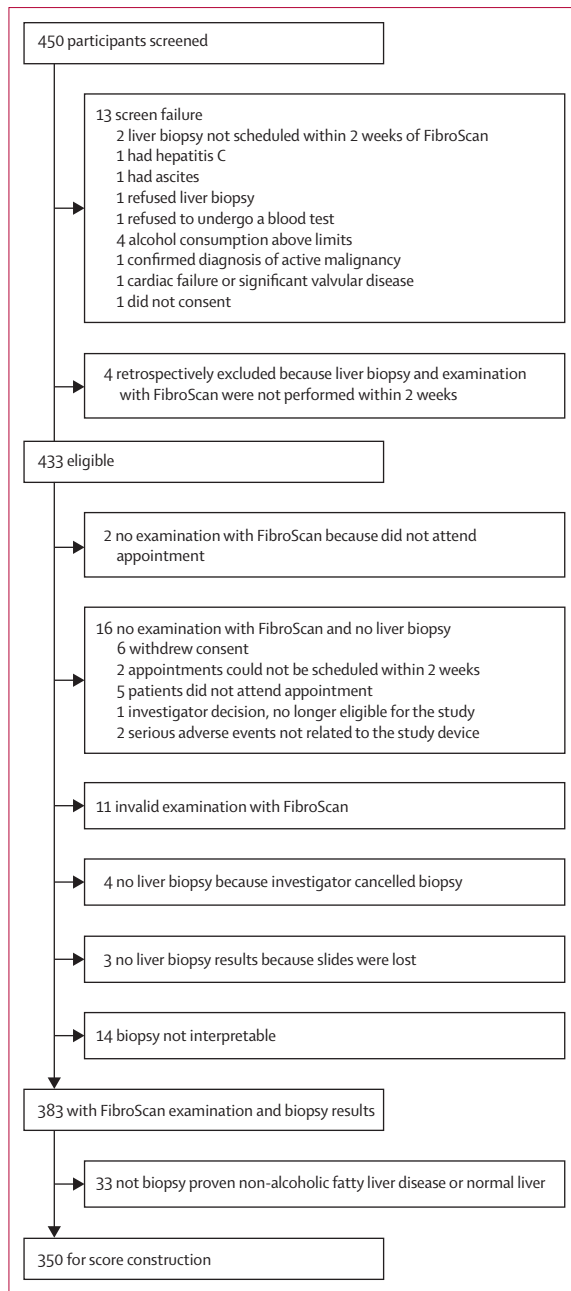 450 participants screened
13 screen failure
2 liver biopsy not scheduled within 2 weeks of FibroScan
1 had hepatitis C
1 had ascites
1 refused liver biopsy
1 refused to undergo a blood test
4 alcohol consumption above limits
1 confirmed diagnosis of active malignancy
1 cardiac failure or significant valvular disease
1 did not consent
4 retrospectively excluded because liver biopsy and examination
with FibroScan were not performed within 2 weeks
433 eligible
2 no examination with FibroScan because did not attend
appointment
16 no examination with FibroScan and no liver biopsy
6 withdrew consent
2 appointments could not be scheduled within 2 weeks
5 patients did not attend appointment
1 investigator decision, no longer eligible for the study
2 serious adverse events not related to the study device
11 invalid examination with FibroScan
4 no liver biopsy because investigator cancelled biopsy
3 no liver biopsy results because slides were lost
14 biopsy not interpretable
383 with FibroScan examination and biopsy results
33 not biopsy proven non-alcoholic fatty liver disease or normal liver
350 for score construction